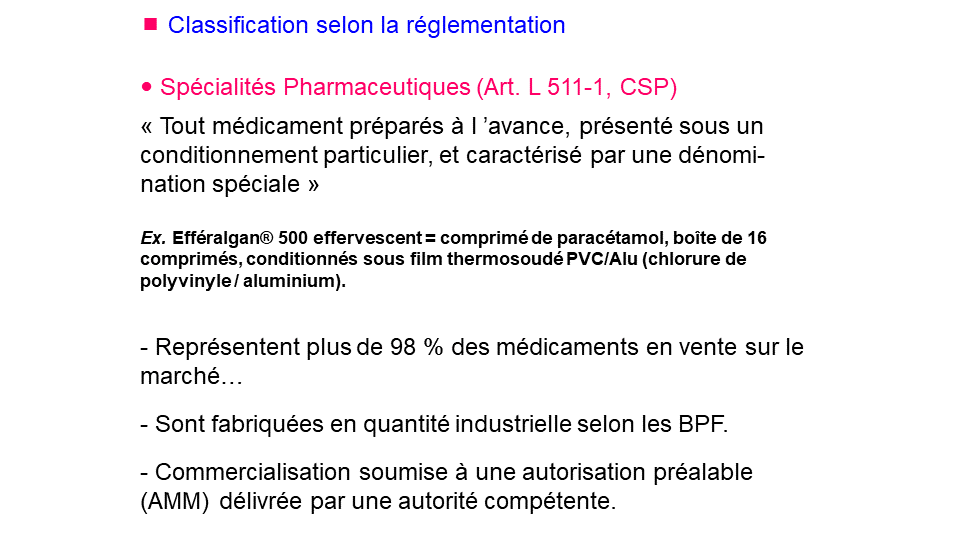 ■ Classification selon la réglementation
• Spécialités Pharmaceutiques (Art. L 511-1, CSP)
« Tout médicament préparés à l ’avance, présenté sous un
conditionnement particulier, et caractérisé par une dénomi-
nation spéciale »
Ex. Efféralgan® 500 effervescent = comprimé de paracétamol, boîte de 16
comprimés, conditionnés sous film thermosoudé PVC/Alu (chlorure de
polyvinyle / aluminium).
- Représentent plus de 98 % des médicaments en vente sur le
marché…
- Sont fabriquées en quantité industrielle selon les BPF.
- Commercialisation soumise à une autorisation préalable
(AMM) délivrée par une autorité compétente.